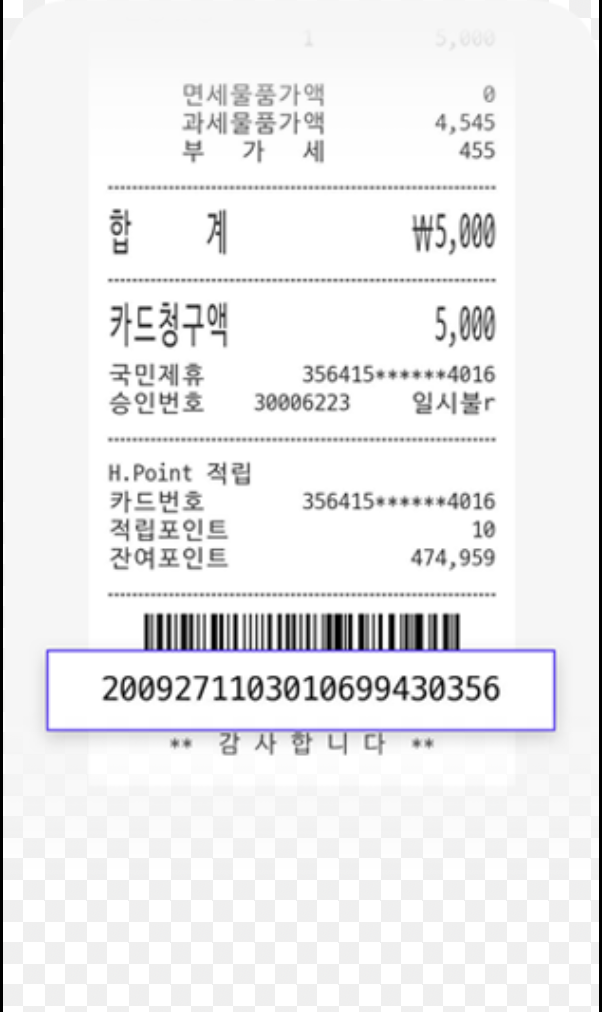 1 5,000
면세물품가액 0
과세물품가액 4,545
부 가 세 455
합 계 ₩5,000
카드청구액 5,000
국민제휴 356415******4016
승인번호 30006223 일시불r
H.Point 적립
카드번호 356415******4016
적립포인트 10
잔여포인트 474,959
2009271103010699430356
** 감 사 합 니 다 **